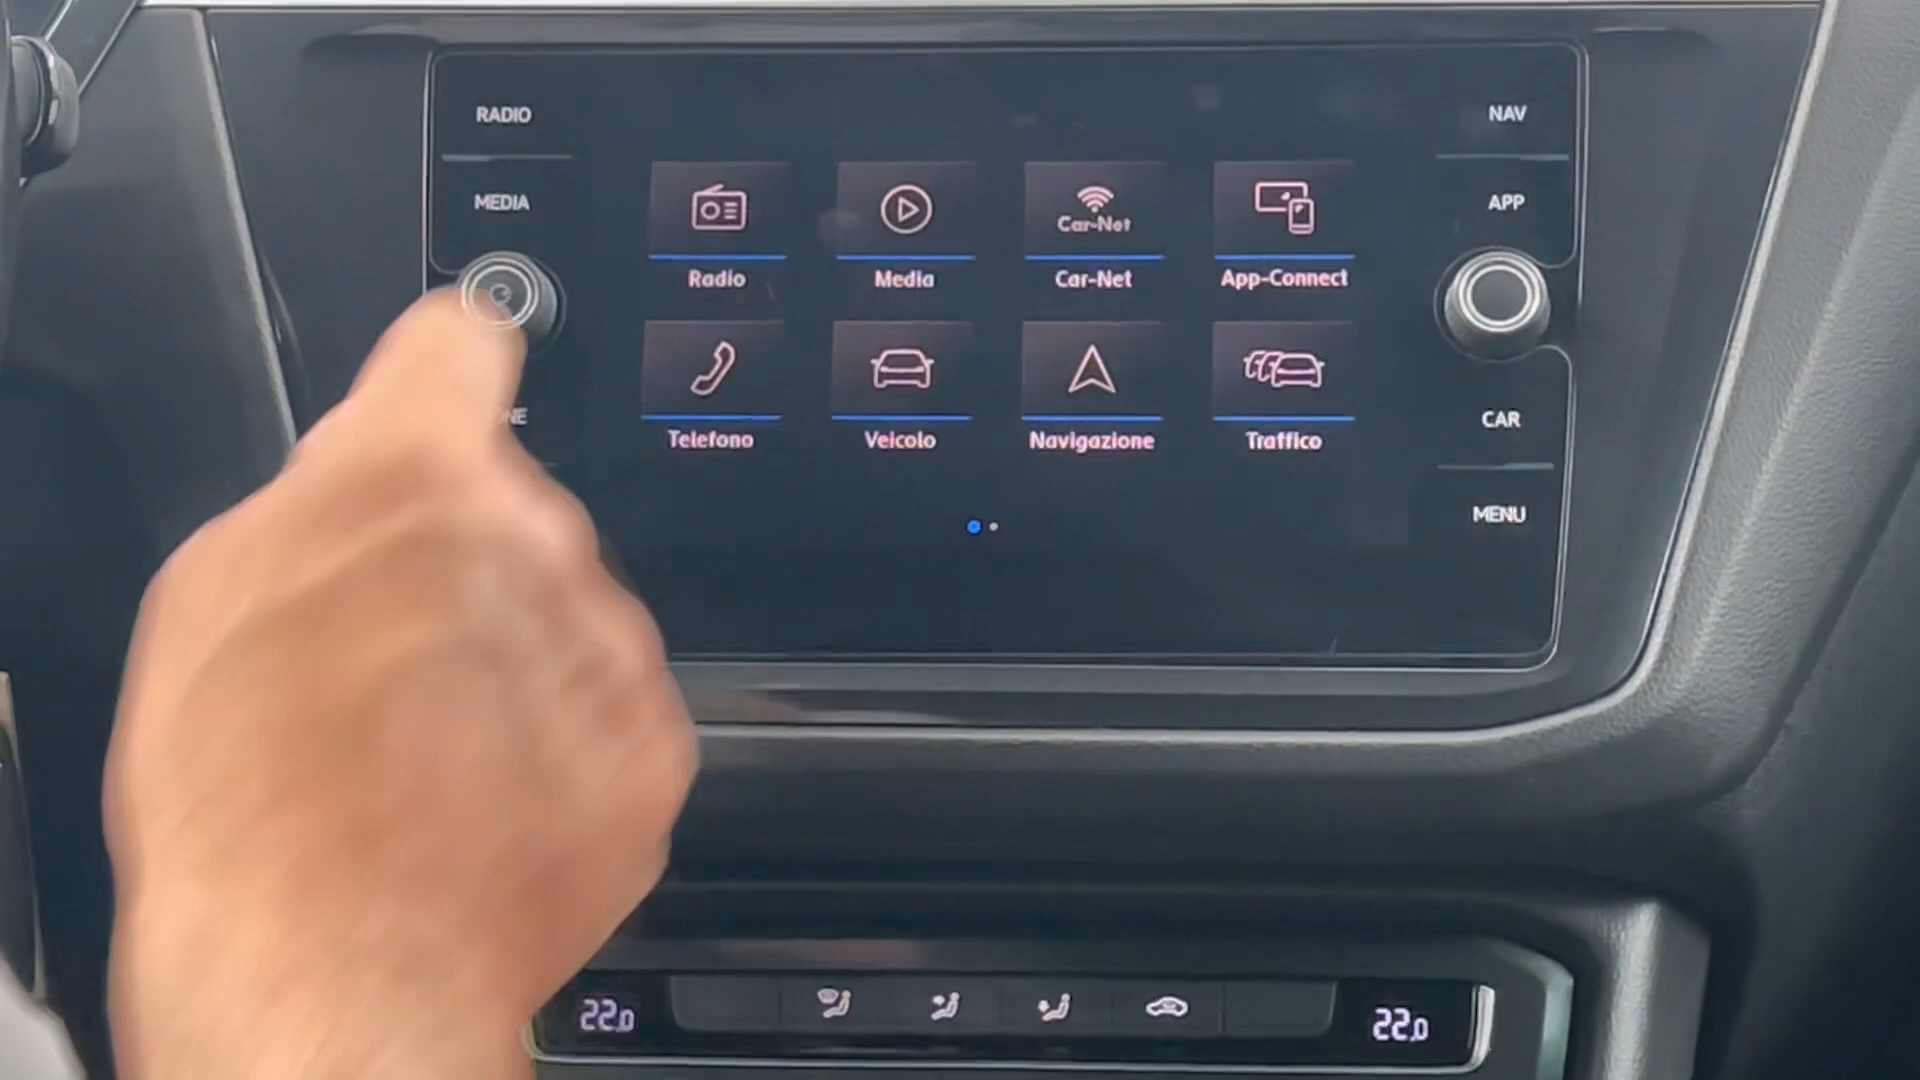 RADIO
NAV
MEDIA
APP
Car-Net
Radio
Media
Car-Net
App-Connect
NE
CAR
Telefono
Veicolo
Navigazione
Traffico
MENU
22.0
22.0